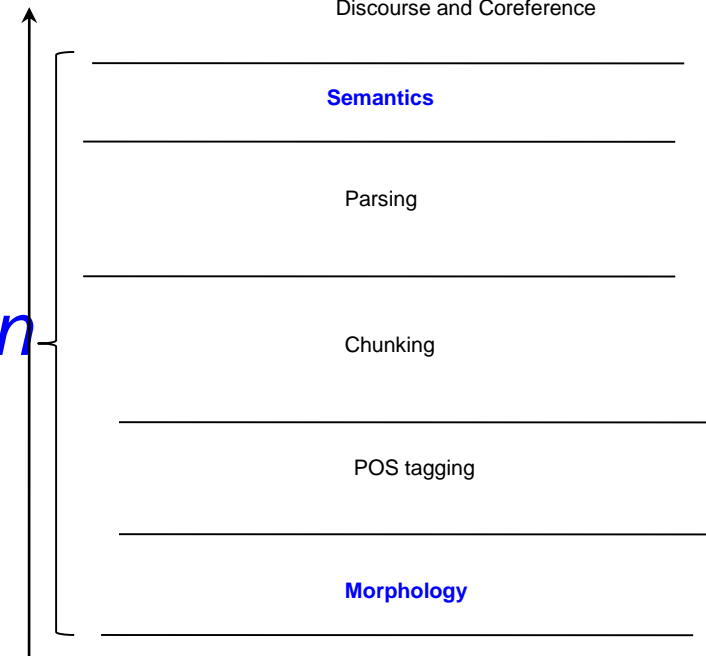 Discourse and Coreference
Semantics
Parsing
n
Chunking
POS tagging
Morphology